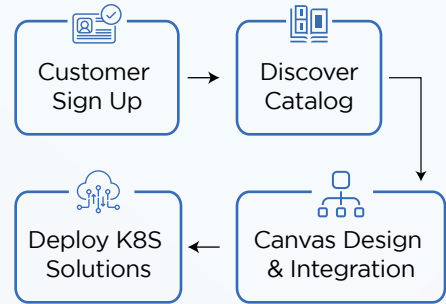 Customer
Sign Up
Discover
Catalog
Canvas Design
& Integration
Deploy K8S
Solutions